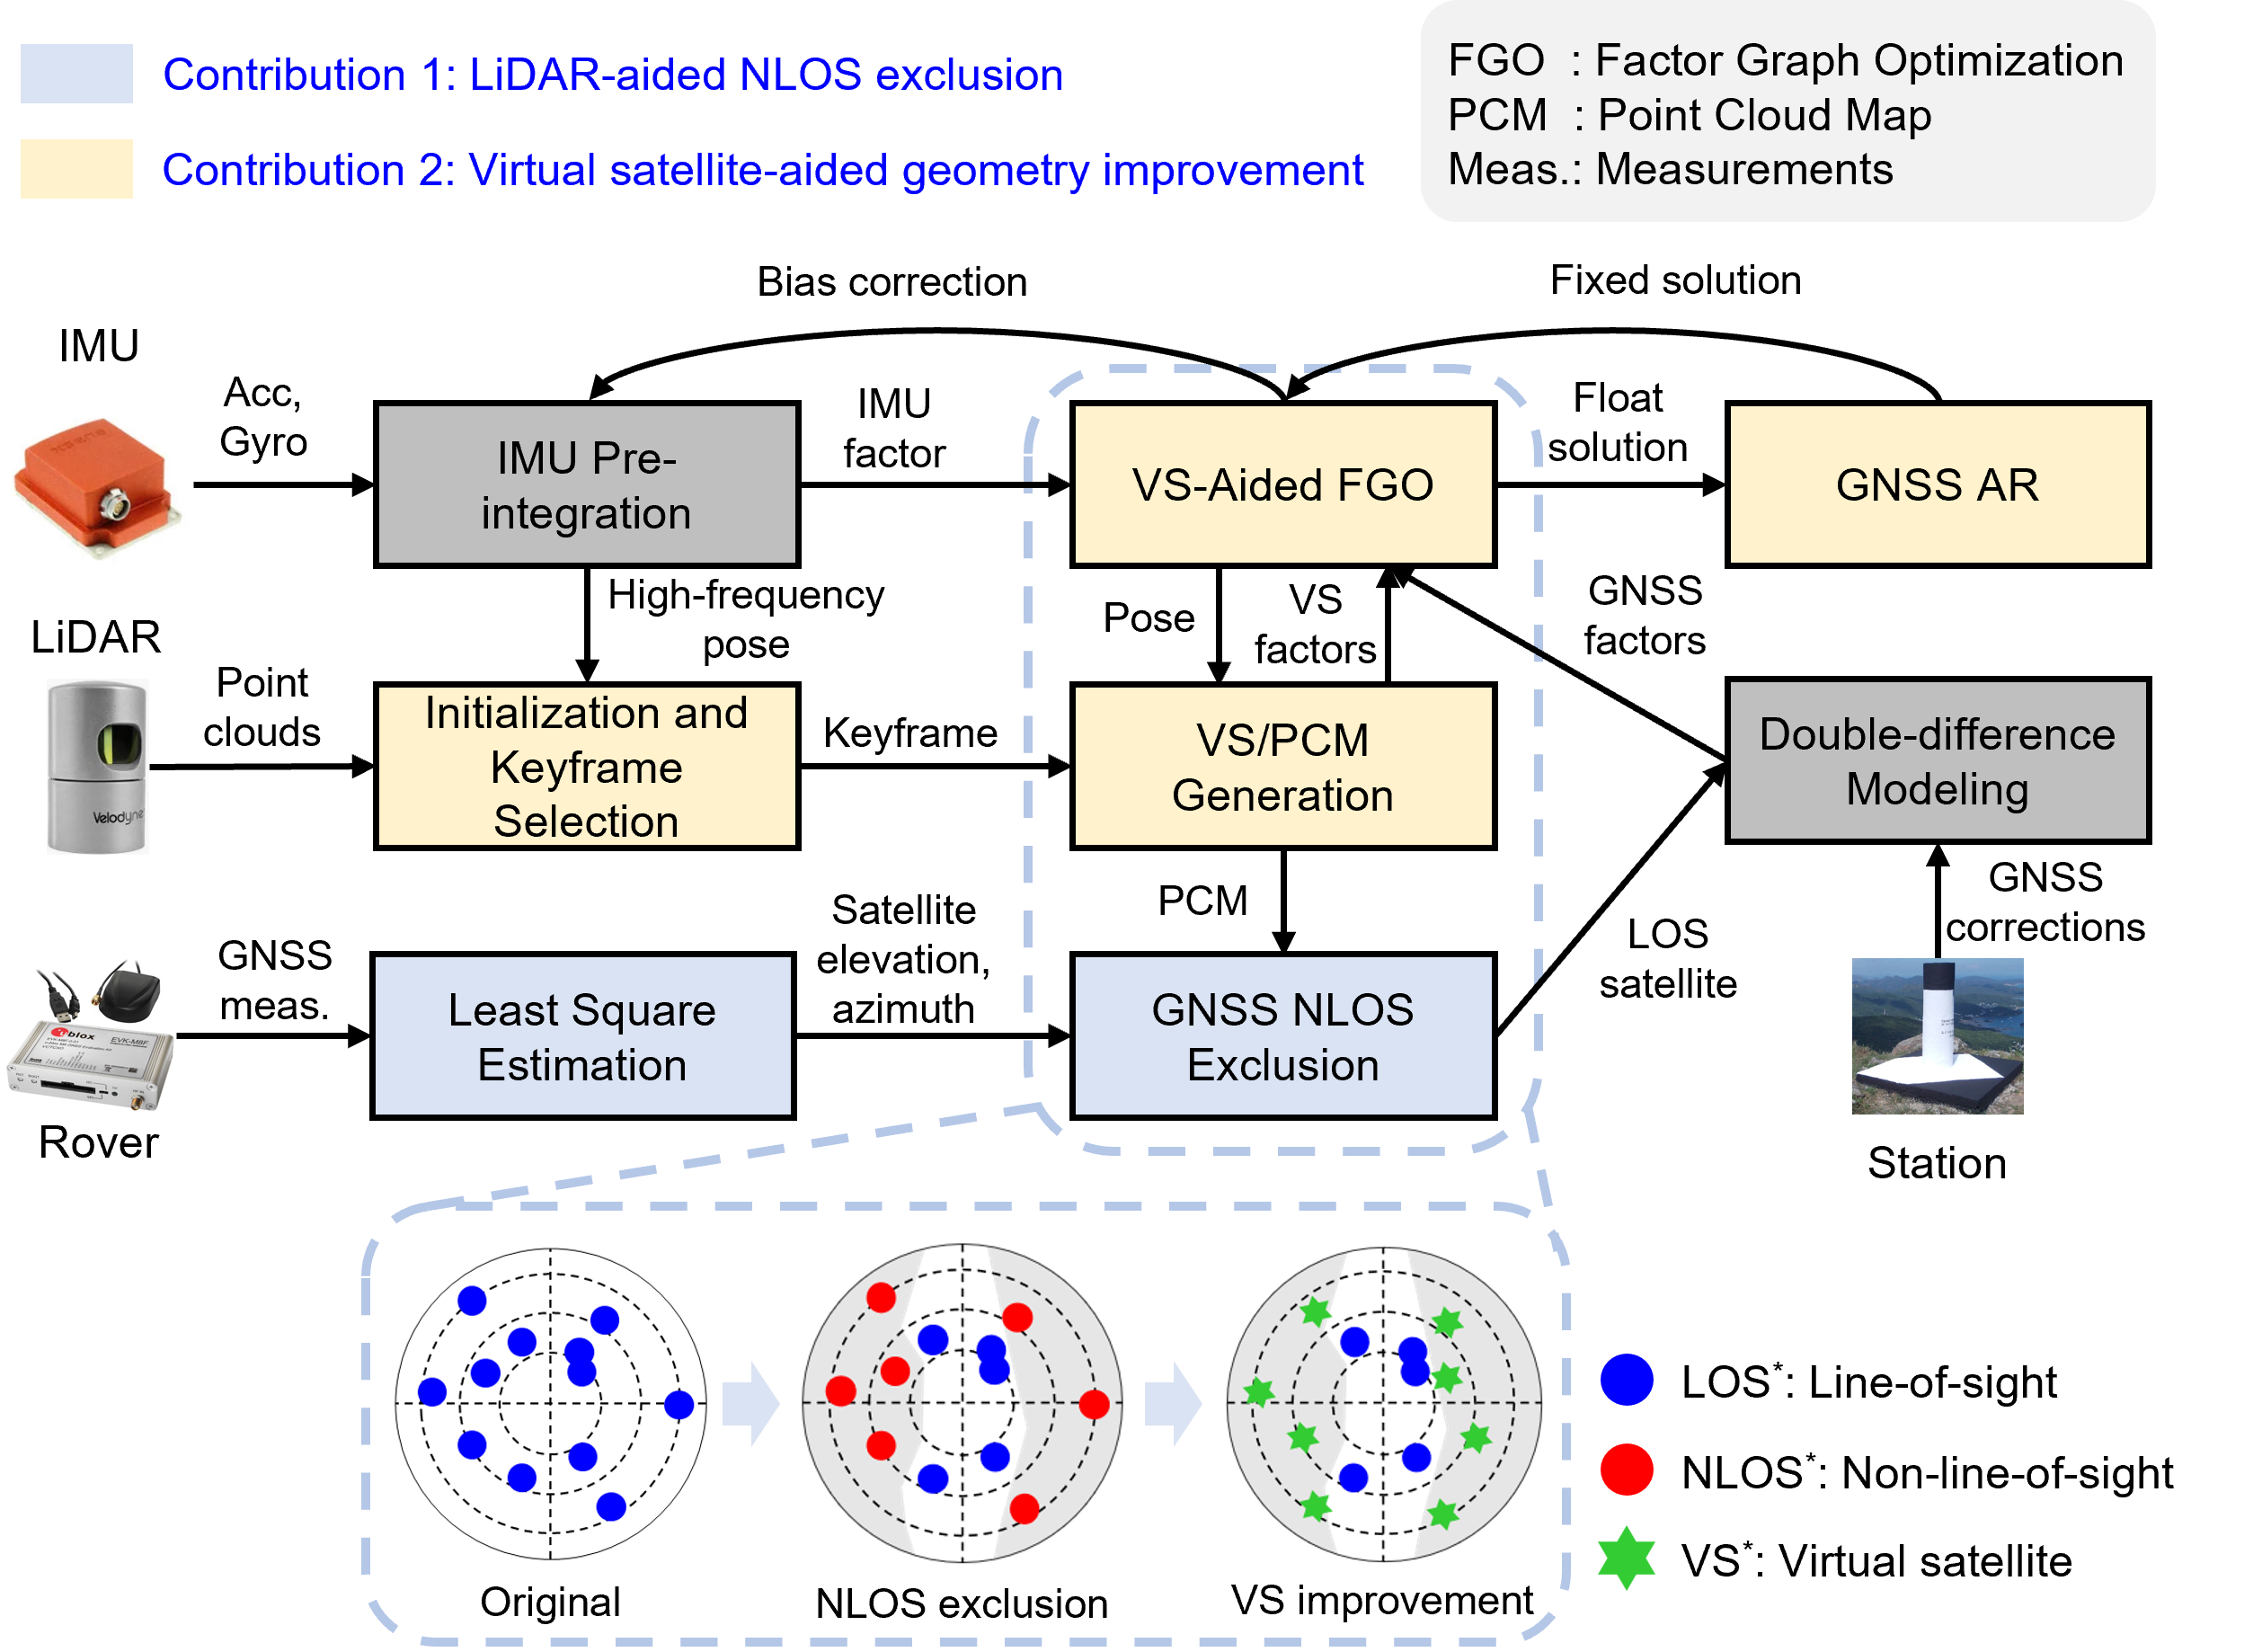 Contribution 1: LiDAR-aided NLOS exclusion
Contribution 2: Virtual satellite-aided geometry improvement
FGO : Factor Graph Optimization
PCM : Point Cloud Map
Meas.: Measurements
Bias correction
Fixed solution
IMU
Acc,
Gyro
IMU Pre-
integration
IMU
factor
VS-Aided FGO
Float
solution
GNSS AR
High-frequency
pose
Pose
VS
factors
GNSS
factors
LiDAR
Velodyne
Point
clouds
Initialization and
Keyframe
Selection
Keyframe
VS/PCM
Generation
Double-difference
Modeling
PCM
GNSS
corrections
LOS
satellite
GNSS
meas.
blox
EVK-M8F
Rover
Least Square
Estimation
Satellite
elevation,
azimuth
GNSS NLOS
Exclusion
Station
Original
NLOS exclusion
VS improvement
LOS*: Line-of-sight
NLOS*: Non-line-of-sight
VS*: Virtual satellite